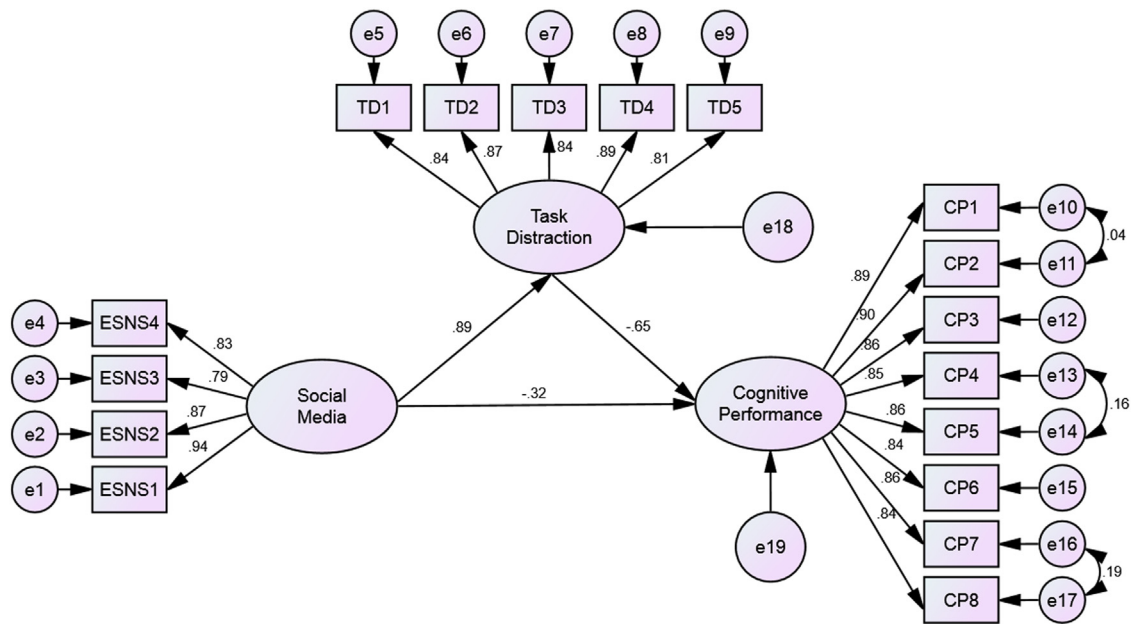 e5 e6 e7 e8 e9
TD1 TD2 TD3 TD4 TD5
.84 .87 .84 .89 .81
Task
Distraction
e18
CP1 e10
.04
CP2 e11
CP3 e12
CP4 e13
.16
CP5 e14
CP6 e15
CP7 e16
.19
CP8 e17
.89
.90
.86
.85
.86
.84
.86
.84
e4 ESNS4
e3 ESNS3
e2 ESNS2
e1 ESNS1
.83
.79
.87
.94
Social
Media
.89
-.65
-.32
Cognitive
Performance
e19